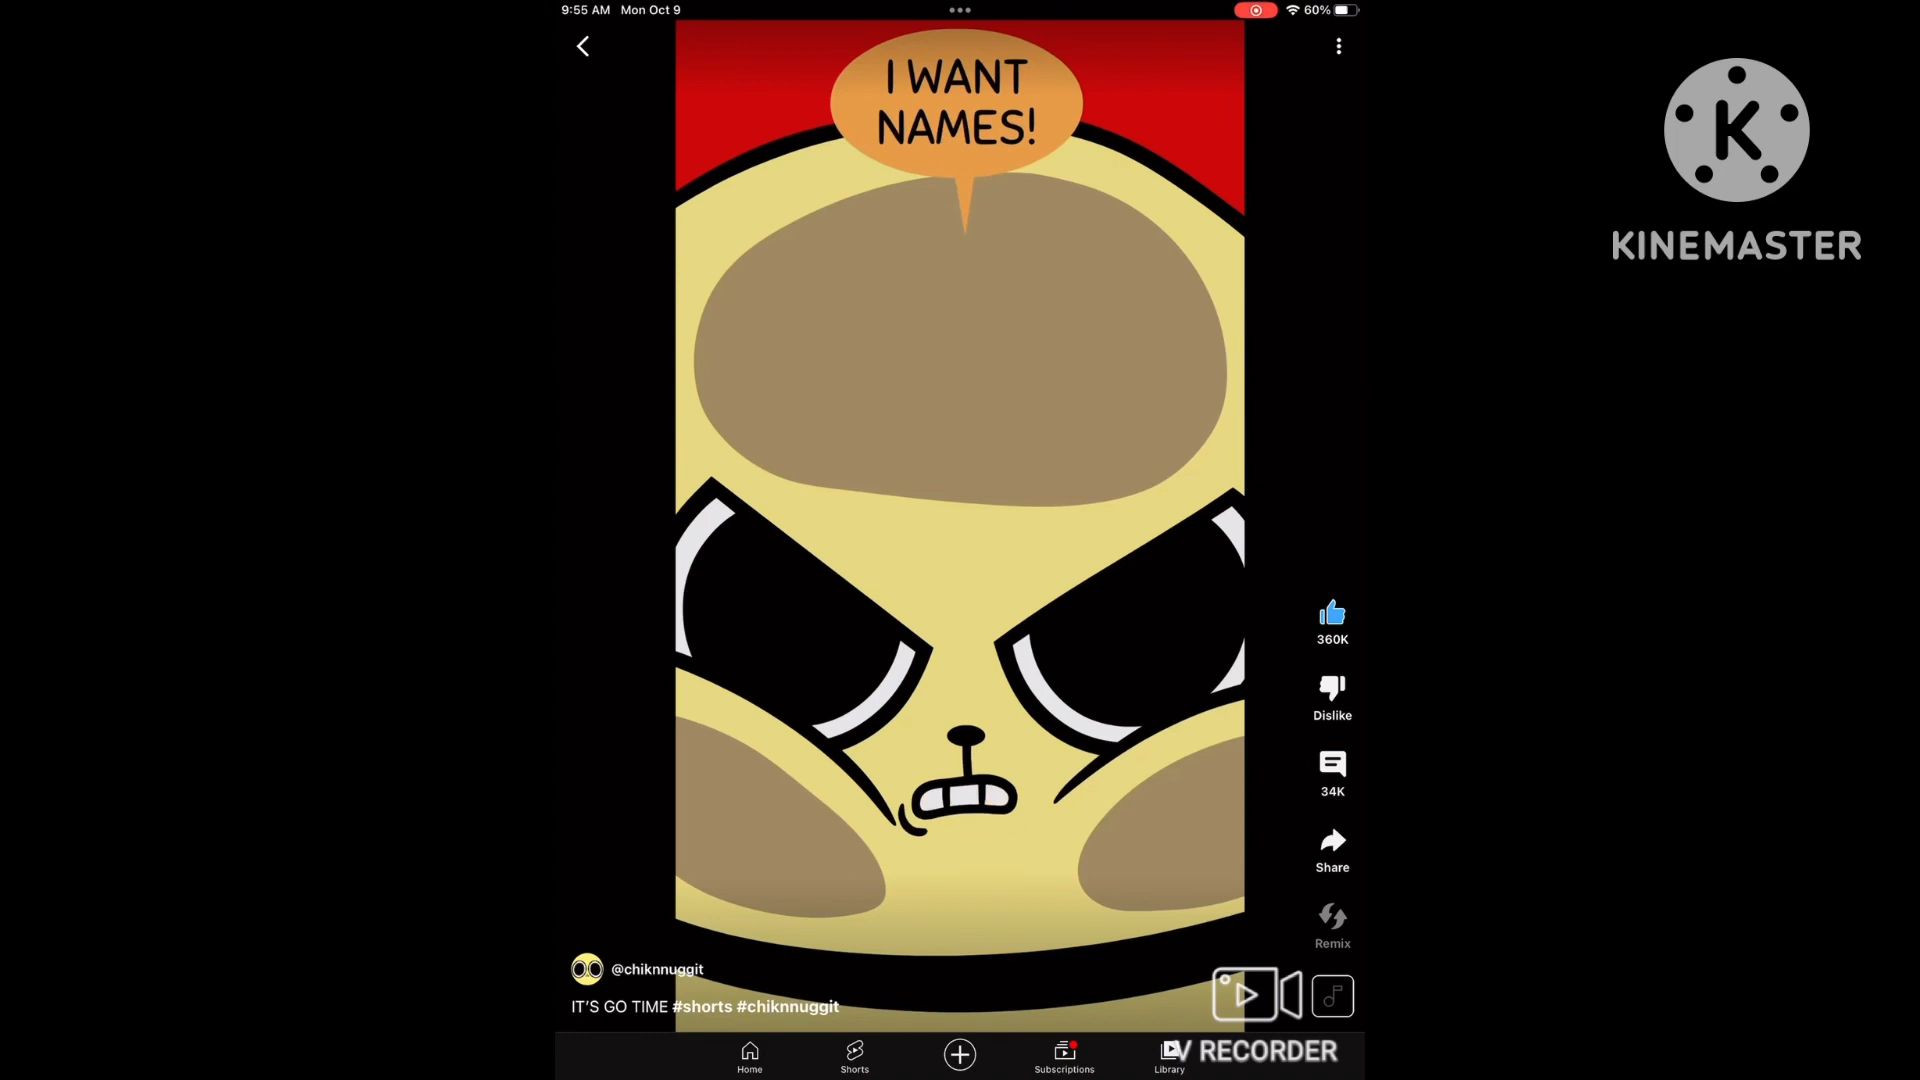 9:55 AM Mon Oct 9
60%
I WANT
NAMES!
KINEMASTER
360K
Dislike
34K
Share
Remix
@chiknnuggit
IT'S GO TIME #shorts #chiknnuggit
V RECORDER
Home
Shorts
Subscriptions
Library